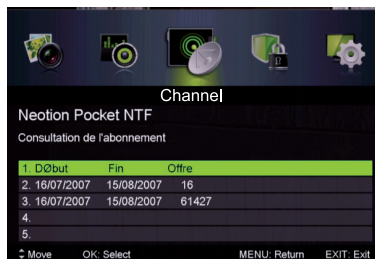 Channel
Neotion Pocket NTF
Consultation de l'abonnement
1. DØbut Fin Offre
2. 16/07/2007 15/08/2007 16
3. 16/07/2007 15/08/2007 61427
4.
5.
Move OK: Select MENU: Return EXIT: Exit